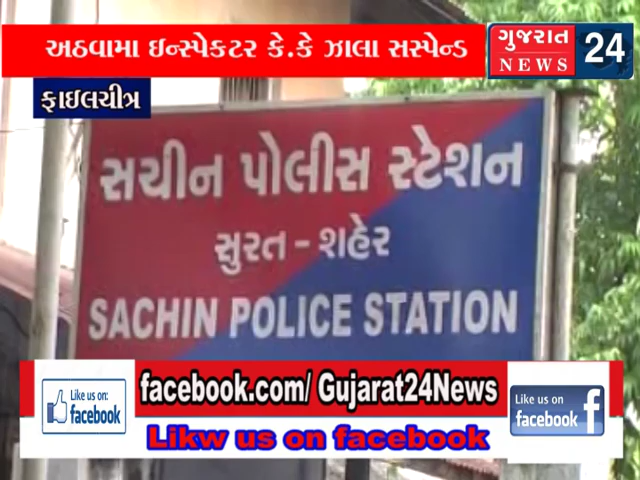 અઠવામા ઇન્સ્પેકટર કે.કે ઝાલા સસ્પેન્ડ
ગુજરાત
NEWS
24
ફાઇલચીત્ર
સચીન પોલીસ સ્ટેશન
સુરત - શહેર
SACHIN POLICE STATION
Like us on:
facebook
facebook.com/ Gujarat24News
Like us on
facebook
Likw us on facebook